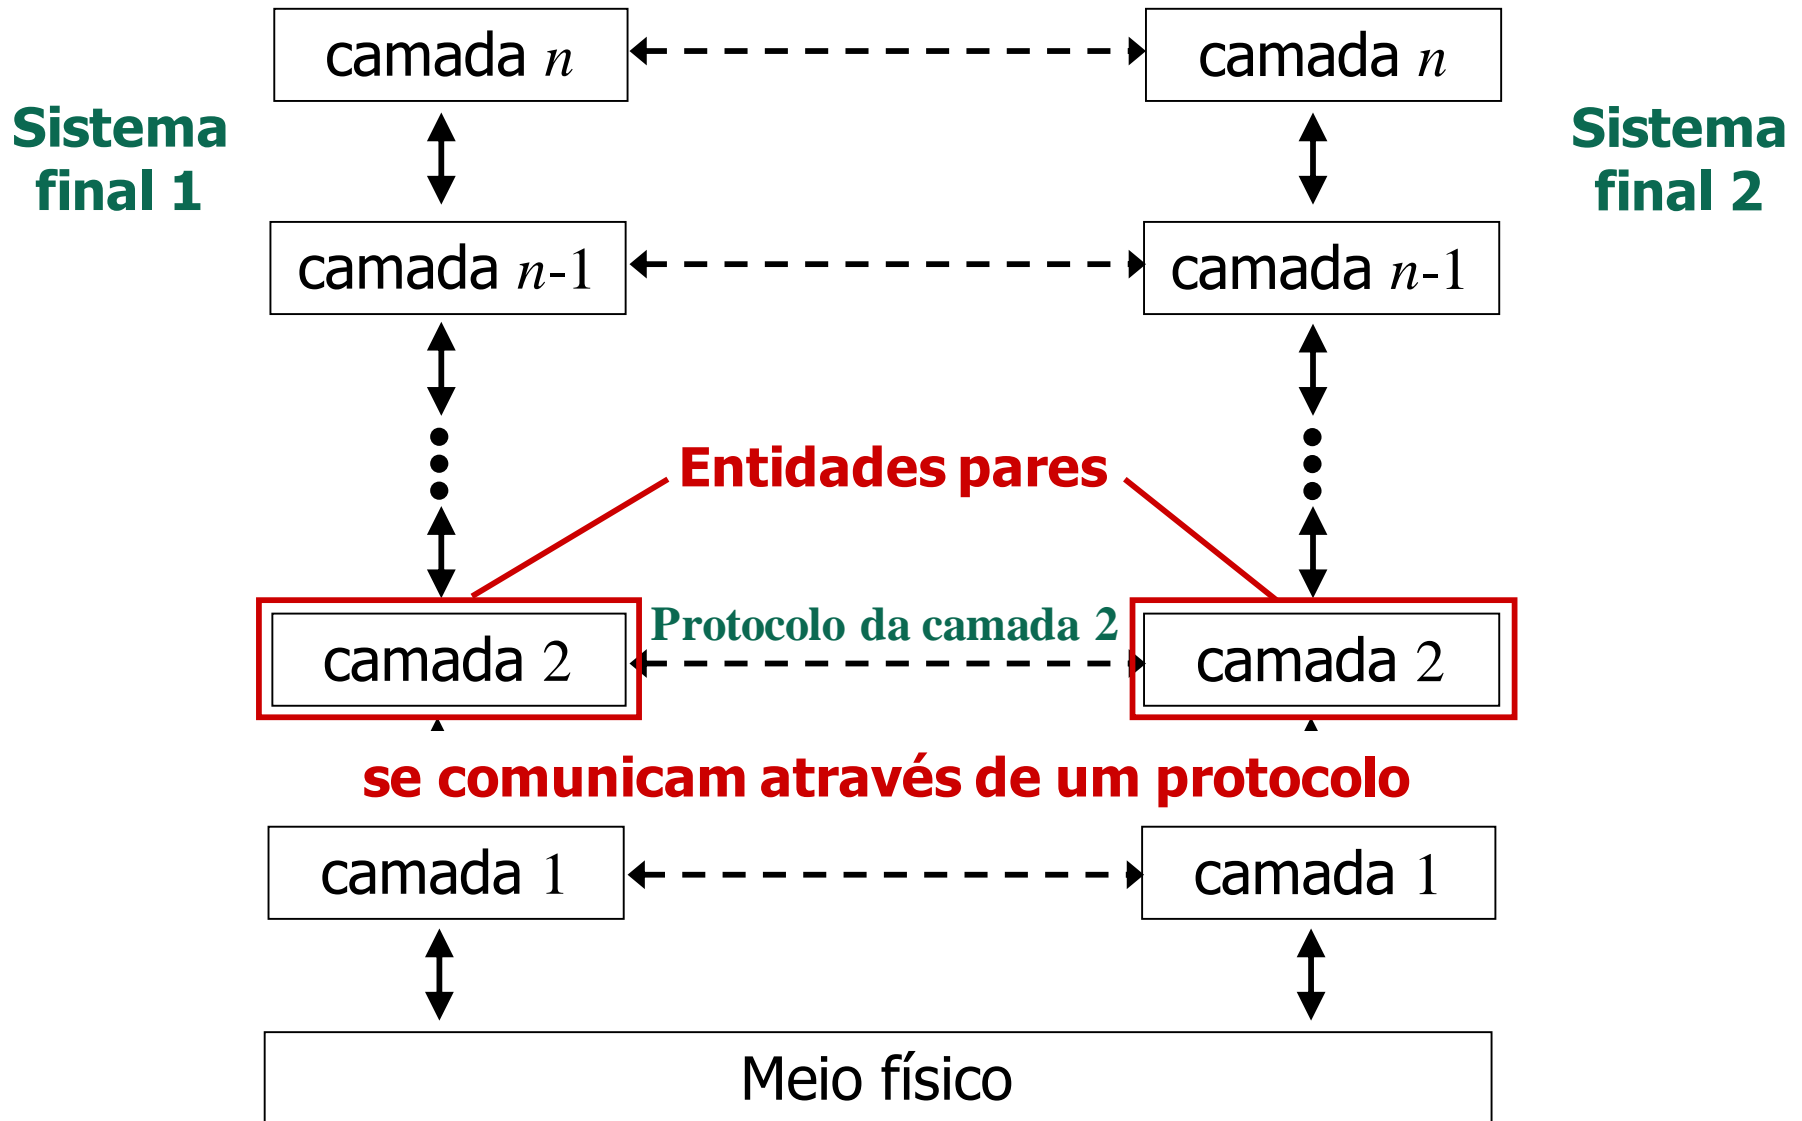 camada n
camada n
Sistema
final 1
Sistema
final 2
camada n-1
camada n-1
Entidades pares
Protocolo da camada 2
camada 2
camada 2
se comunicam através de um protocolo
camada 1
camada 1
Meio físico